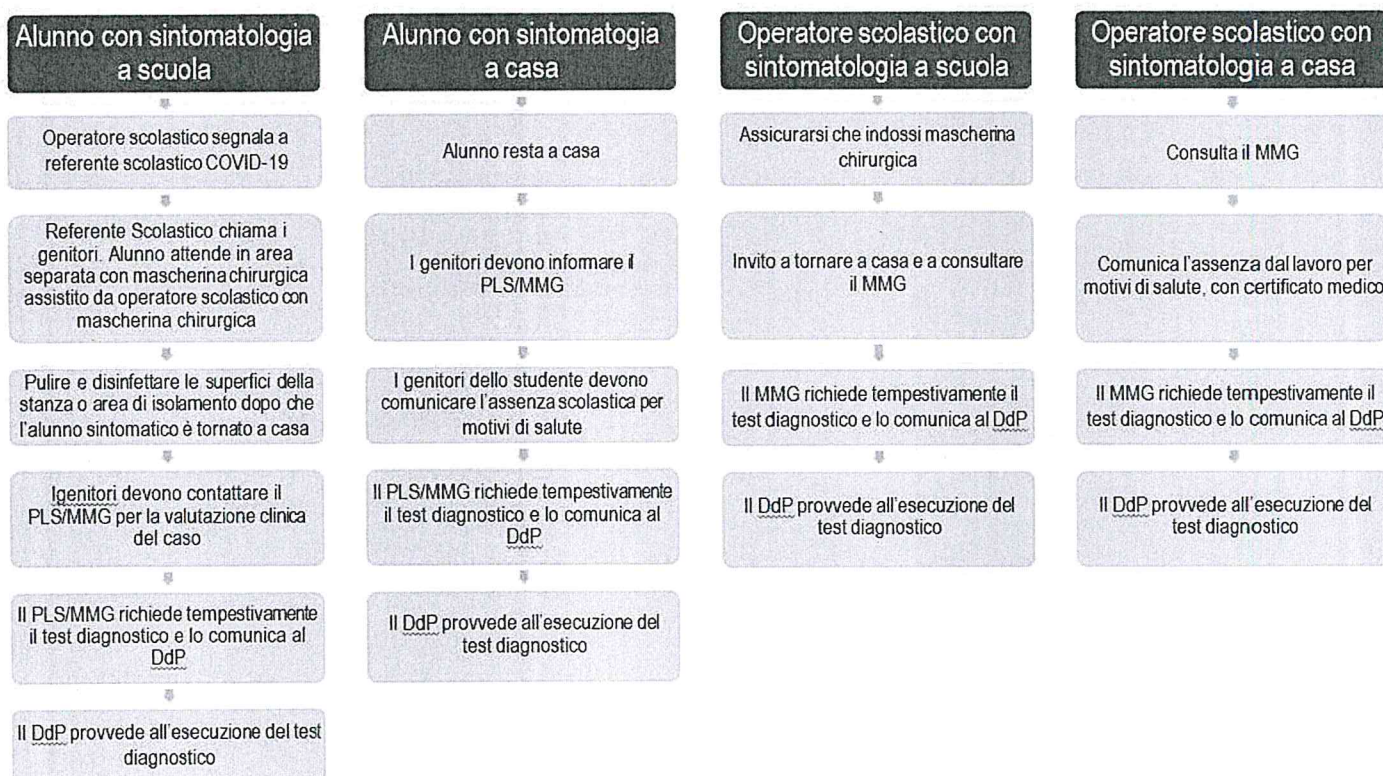 Alunno con sintomatologia
a scuola
Operatore scolastico segnala a
referente scolastico COVID-19
Referente Scolastico chiama i
genitori. Alunno attende in area
separata con mascherina chirurgica
assistito da operatore scolastico con
mascherina chirurgica
Pulire e disinfettare le superfici della
stanza o area di isolamento dopo che
l'alunno sintomatico è tornato a casa
Igenitori devono contattare il
PLS/MMG per la valutazione clinica
del caso
Il PLS/MMG richiede tempestivamente
il test diagnostico e lo comunica al
DdP
Il DdP provvede all'esecuzione del test
diagnostico
Alunno con sintomatogia
a casa
Alunno resta a casa
I genitori devono informare il
PLS/MMG
I genitori dello studente devono
comunicare l'assenza scolastica per
motivi di salute
Il PLS/MMG richiede tempestivamente
il test diagnostico e lo comunica al
DdP
Il DdP provvede all'esecuzione del
test diagnostico
Operatore scolastico con
sintomatologia a scuola
Assicurarsi che indossi mascherina
chirurgica
Invito a tornare a casa e a consultare
il MMG
Il MMG richiede tempestivamente il
test diagnostico e lo comunica al DdP
Il DdP provvede all'esecuzione del
test diagnostico
Operatore scolastico con
sintomatologia a casa
Consulta il MMG
Comunica l'assenza dal lavoro per
motivi di salute, con certificato medico
Il MMG richiede tempestivamente il
test diagnostico e lo comunica al DdP
Il DdP provvede all'esecuzione del
test diagnostico